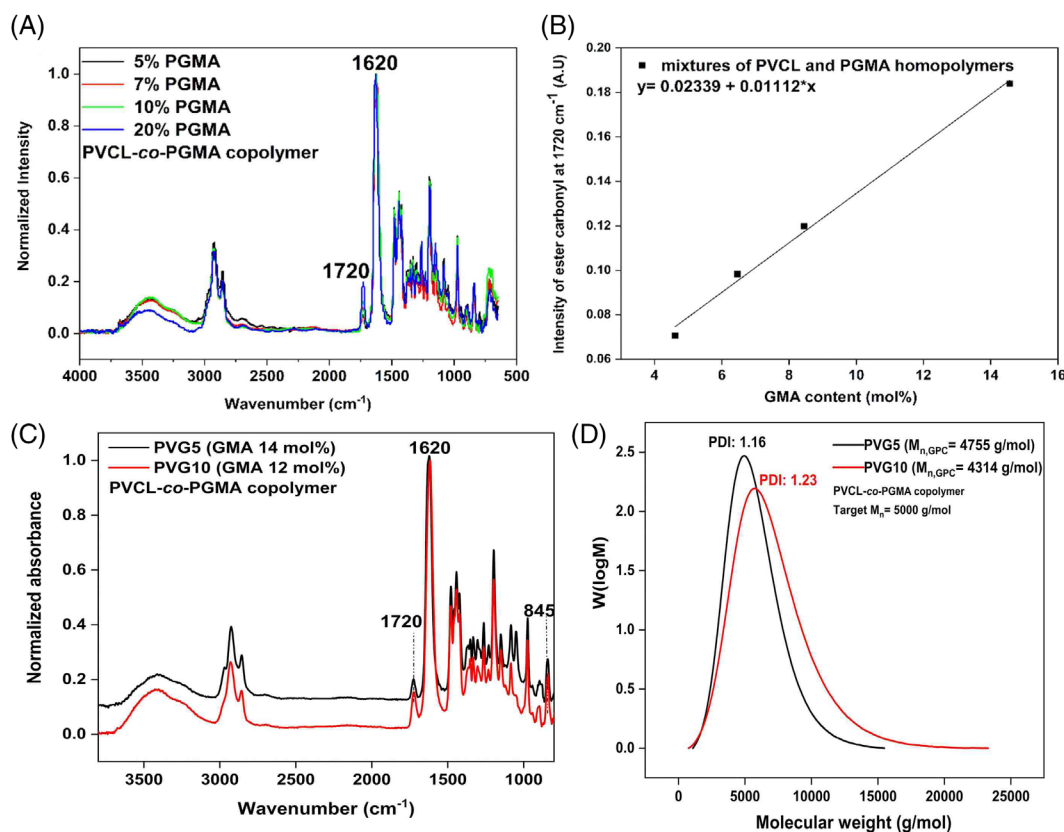 (A)
5% PGMA
7% PGMA
10% PGMA
20% PGMA
PVCL-co-PGMA copolymer
1620
1720
1.0
0.8
0.6
0.4
0.2
0.0
Normalized Intensity
4000 3500 3000 2500 2000 1500 1000 500
Wavenumber (cm⁻¹)
(B)
mixtures of PVCL and PGMA homopolymers
y= 0.02339 + 0.01112*x
0.20
0.18
0.16
0.14
0.12
0.10
0.08
0.06
Intensity of ester carbonyl at 1720 cm⁻¹ (A.U)
4 6 8 10 12 14 16
GMA content (mol%)
(C)
PVG5 (GMA 14 mol%)
PVG10 (GMA 12 mol%)
PVCL-co-PGMA copolymer
1620
1720
845
1.0
0.8
0.6
0.4
0.2
0.0
Normalized absorbance
3500 3000 2500 2000 1500 1000
Wavenumber (cm⁻¹)
(D)
PDI: 1.16
PDI: 1.23
PVG5 (Mn,GPC= 4755 g/mol)
PVG10 (Mn,GPC= 4314 g/mol)
PVCL-co-PGMA copolymer
Target Mn= 5000 g/mol
2.5
2.0
1.5
1.0
0.5
0.0
W(logM)
0 5000 10000 15000 20000 25000
Molecular weight (g/mol)